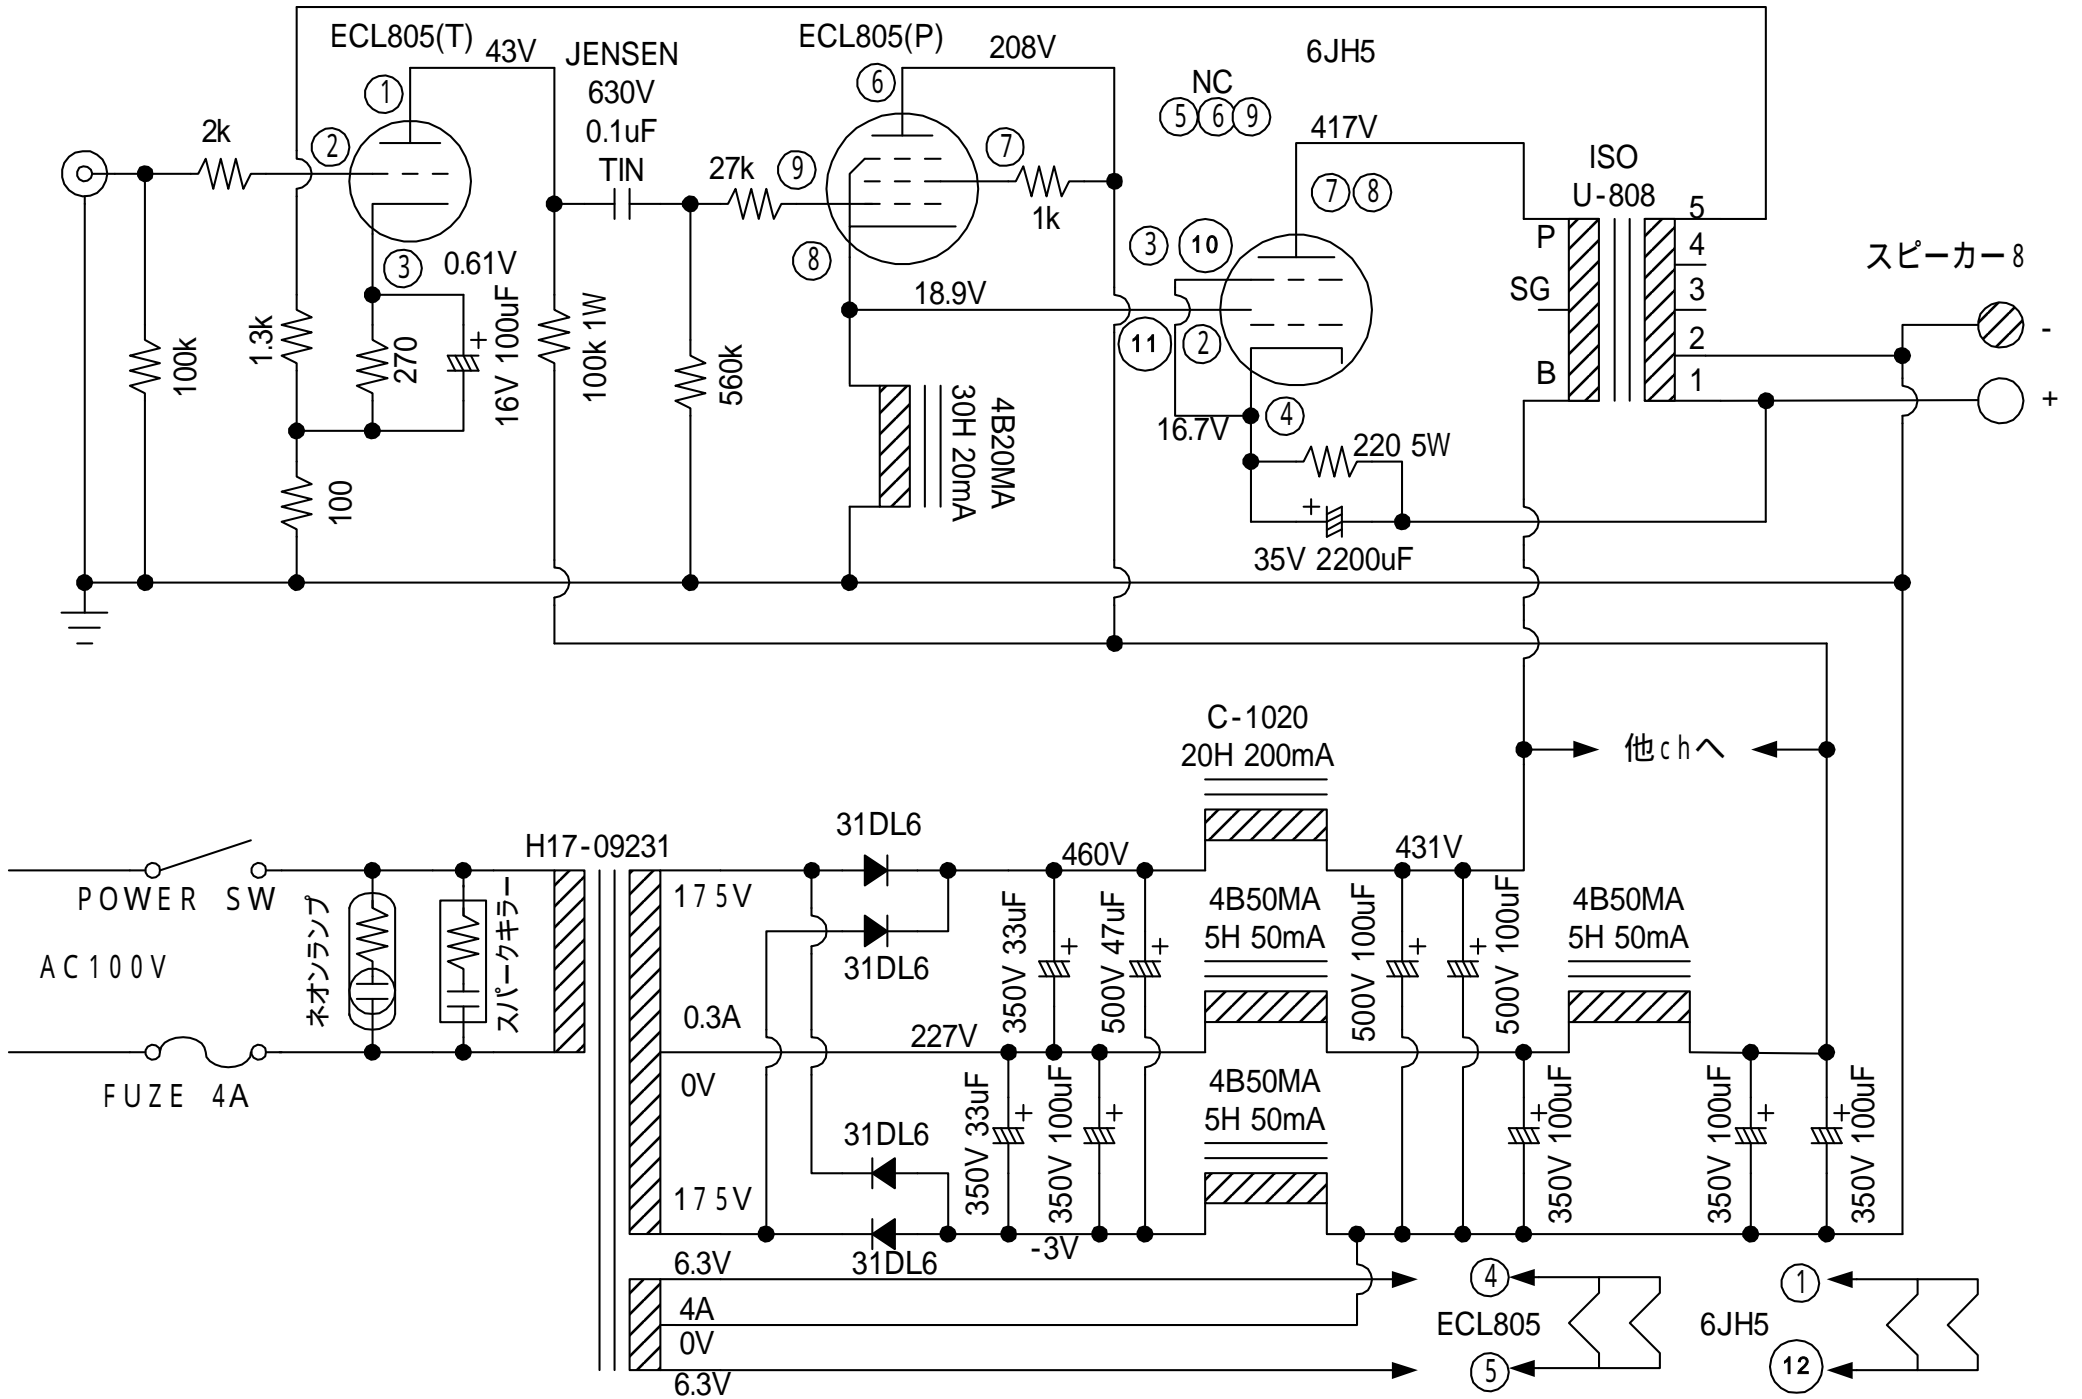 ECL805(T)
43V
JENSEN
630V
0.1uF
TIN
ECL805(P)
208V
6JH5
NC
5 6 9
417V
ISO
U-808
1
2k
2
6
27k
9
7
1k
7 8
5
4
3
2
1
P
SG
B
スピーカー8
-
+
3
0.61V
8
18.9V
3 10
11 2
100k
1.3k
270
+
16V 100uF
100k 1W
560k
30H 20mA
4B20MA
16.7V
4
220 5W
100
+
35V 2200uF
C-1020
20H 200mA
他chへ
H17-09231
31DL6
460V
431V
POWER SW
175V
4B50MA
5H 50mA
4B50MA
5H 50mA
31DL6
AC100V
ネオンランプ
スパークキラー
350V 33uF
+
500V 47uF
+
500V 100uF
+
+
500V 100uF
0.3A
227V
0V
FUZE 4A
4B50MA
5H 50mA
350V 33uF
+
350V 100uF
+
+
350V 100uF
350V 100uF
+
+
350V 100uF
31DL6
175V
-3V
31DL6
6.3V
4A
0V
6.3V
4
ECL805
5
1
6JH5
12